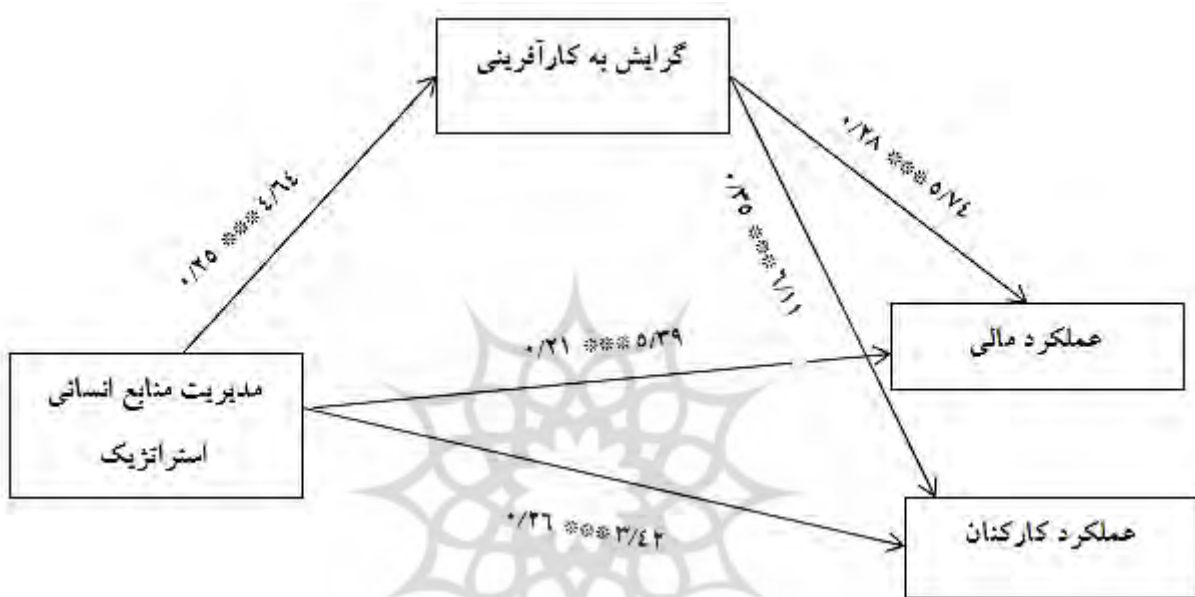 گرایش به کارآفرینی
۰/۲۸ *** ۵/۷۴
۰/۲۵ *** ۴/۶۴
۰/۳۵ *** ۶/۱۱
۰/۲۱ *** ۵/۳۹
عملکرد مالی
مدیریت منابع انسانی
استراتژیک
۰/۲۶ *** ۳/۴۲
عملکرد کارکنان